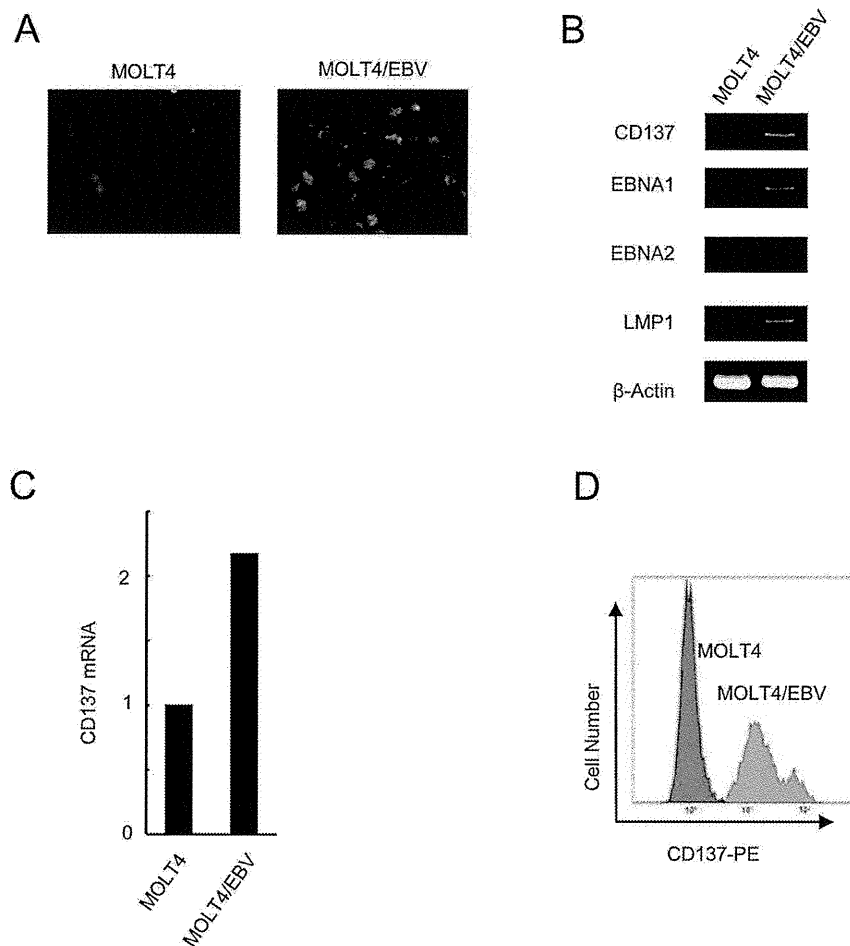 A
MOLT4
MOLT4/EBV
B
MOLT4
MOLT4/EBV
CD137
EBNA1
EBNA2
LMP1
β-Actin
C
2
1
0
CD137 mRNA
MOLT4
MOLT4/EBV
D
MOLT4
MOLT4/EBV
Cell Number
CD137-PE